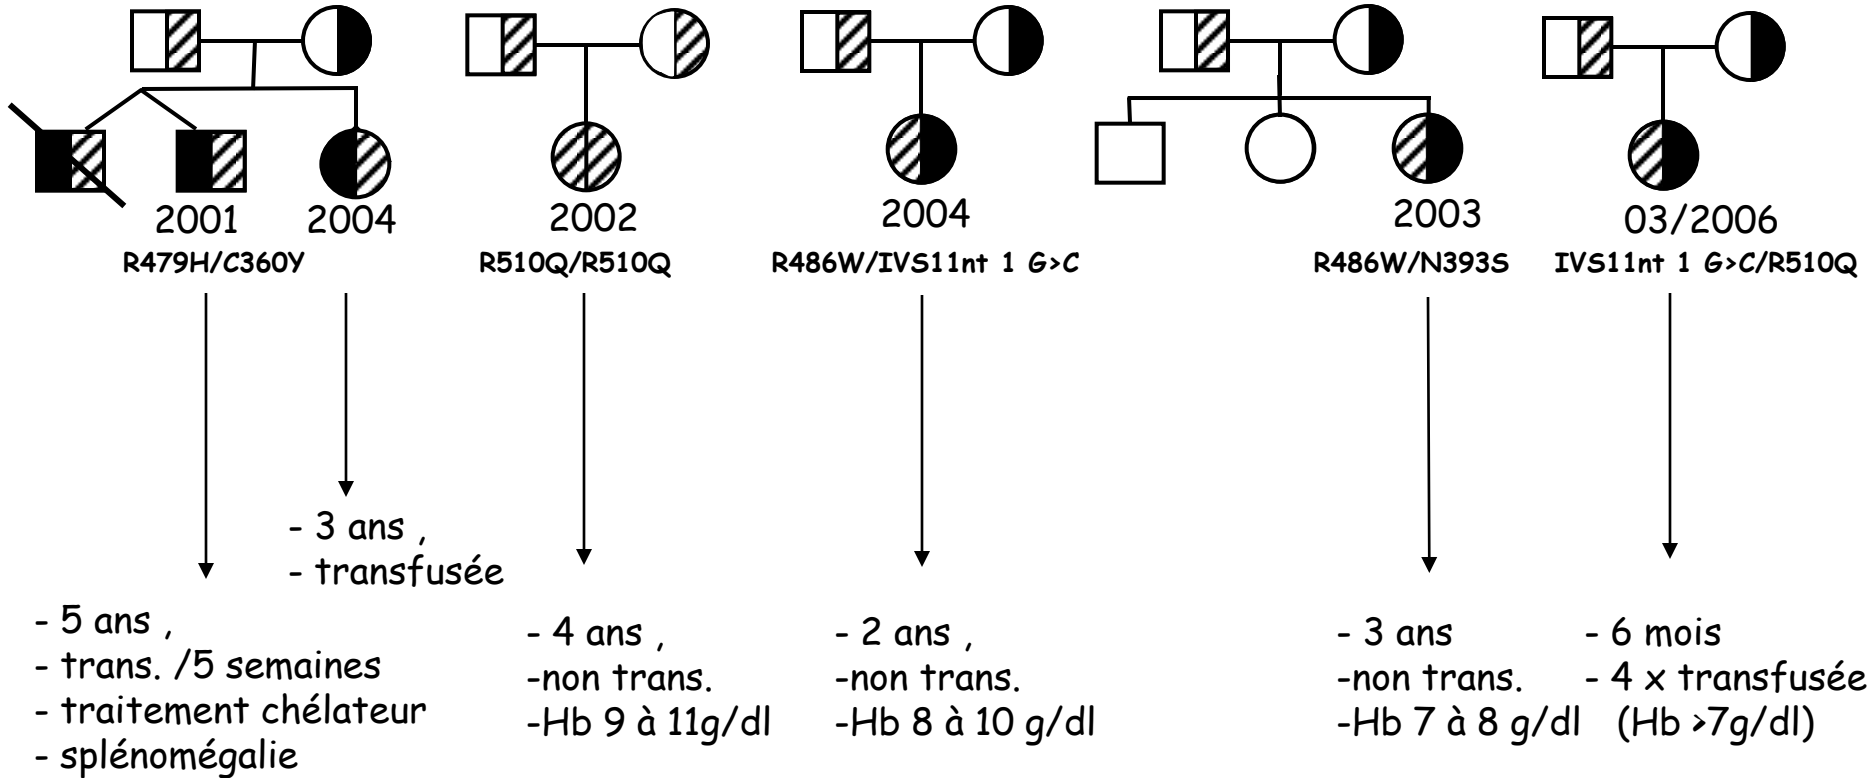 2001
R479H/C360Y
2004
2002
R510Q/R510Q
2004
R486W/IVS11nt 1 G>C
2003
R486W/N393S
03/2006
IVS11nt 1 G>C/R510Q
- 5 ans ,
- trans. /5 semaines
- traitement chélateur
- splénomégalie
- 3 ans ,
- transfusée
- 4 ans ,
-non trans.
-Hb 9 à 11g/dl
- 2 ans ,
-non trans.
-Hb 8 à 10 g/dl
- 3 ans
-non trans.
-Hb 7 à 8 g/dl
- 6 mois
- 4 x transfusée
(Hb >7g/dl)